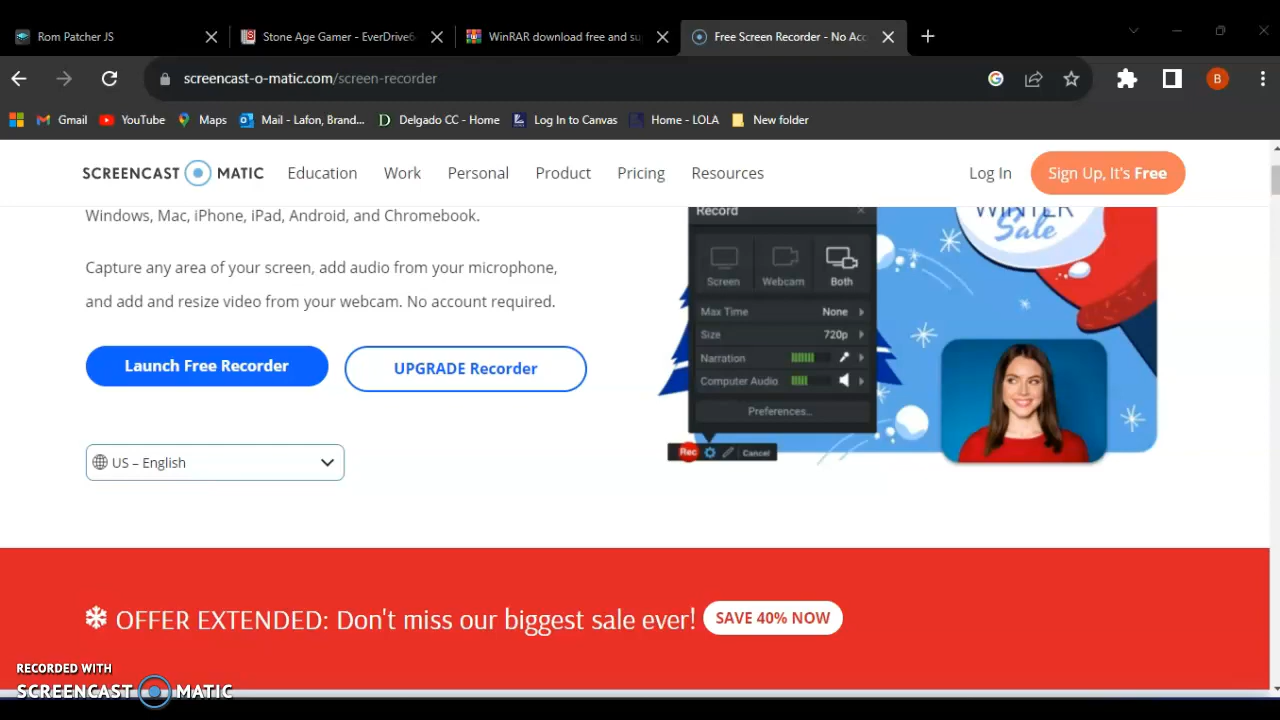 Rom Patcher JS
Stone Age Gamer - EverDrive6
WinRAR download free and su
Free Screen Recorder - No Acc
screencast-o-matic.com/screen-recorder
B
Gmail
YouTube
Maps
Mail - Lafon, Brand...
Delgado CC - Home
Log In to Canvas
Home - LOLA
New folder
SCREENCAST MATIC
Education
Work
Personal
Product
Pricing
Resources
Log In
Sign Up, It's Free
Windows, Mac, iPhone, iPad, Android, and Chromebook.
Capture any area of your screen, add audio from your microphone,
and add and resize video from your webcam. No account required.
Launch Free Recorder
UPGRADE Recorder
US – English
Record
Screen
Webcam
Both
Max Time None
Size 720p
Narration
Computer Audio
Preferences...
Rec
Cancel
WINTER
Sale
OFFER EXTENDED: Don't miss our biggest sale ever!
SAVE 40% NOW
RECORDED WITH
SCREENCAST MATIC